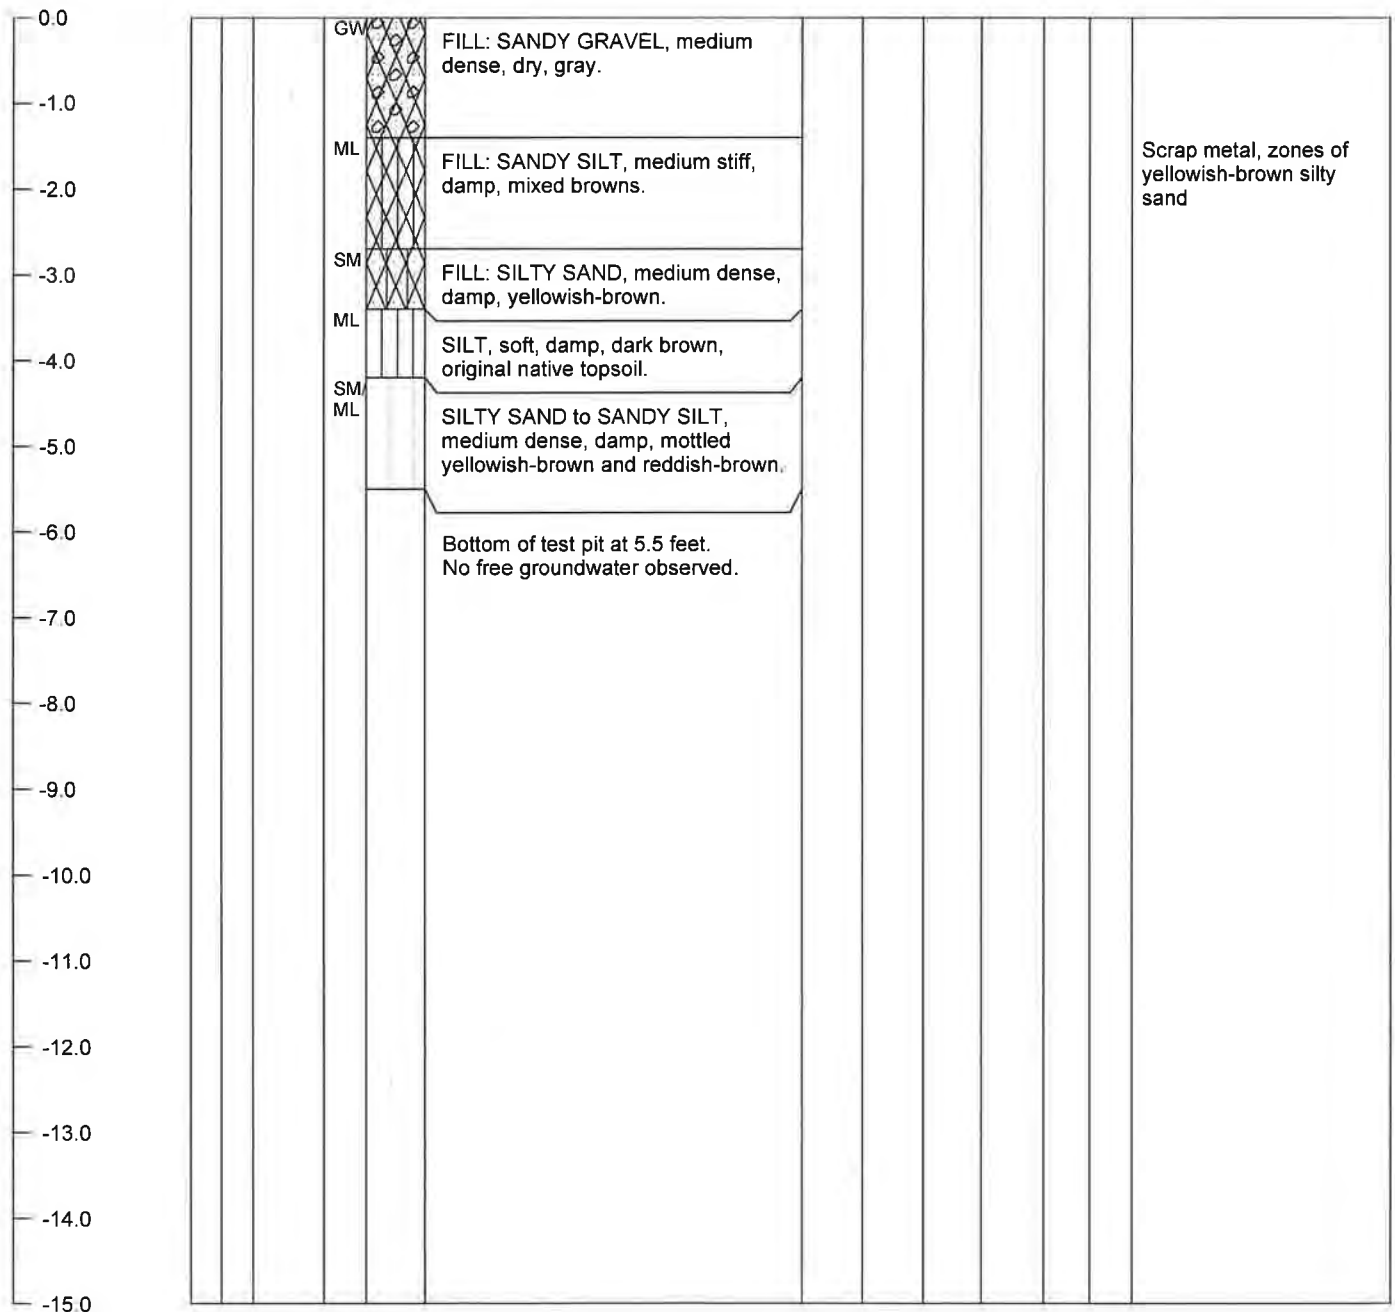 0.0
GW
FILL: SANDY GRAVEL, medium
dense, dry, gray.
-1.0
ML
FILL: SANDY SILT, medium stiff,
damp, mixed browns.
Scrap metal, zones of
yellowish-brown silty
sand
-2.0
SM
FILL: SILTY SAND, medium dense,
damp, yellowish-brown.
-3.0
ML
SILT, soft, damp, dark brown,
original native topsoil.
-4.0
SM/
ML
SILTY SAND to SANDY SILT,
medium dense, damp, mottled
yellowish-brown and reddish-brown.
-5.0
-6.0
Bottom of test pit at 5.5 feet.
No free groundwater observed.
-7.0
-8.0
-9.0
-10.0
-11.0
-12.0
-13.0
-14.0
-15.0